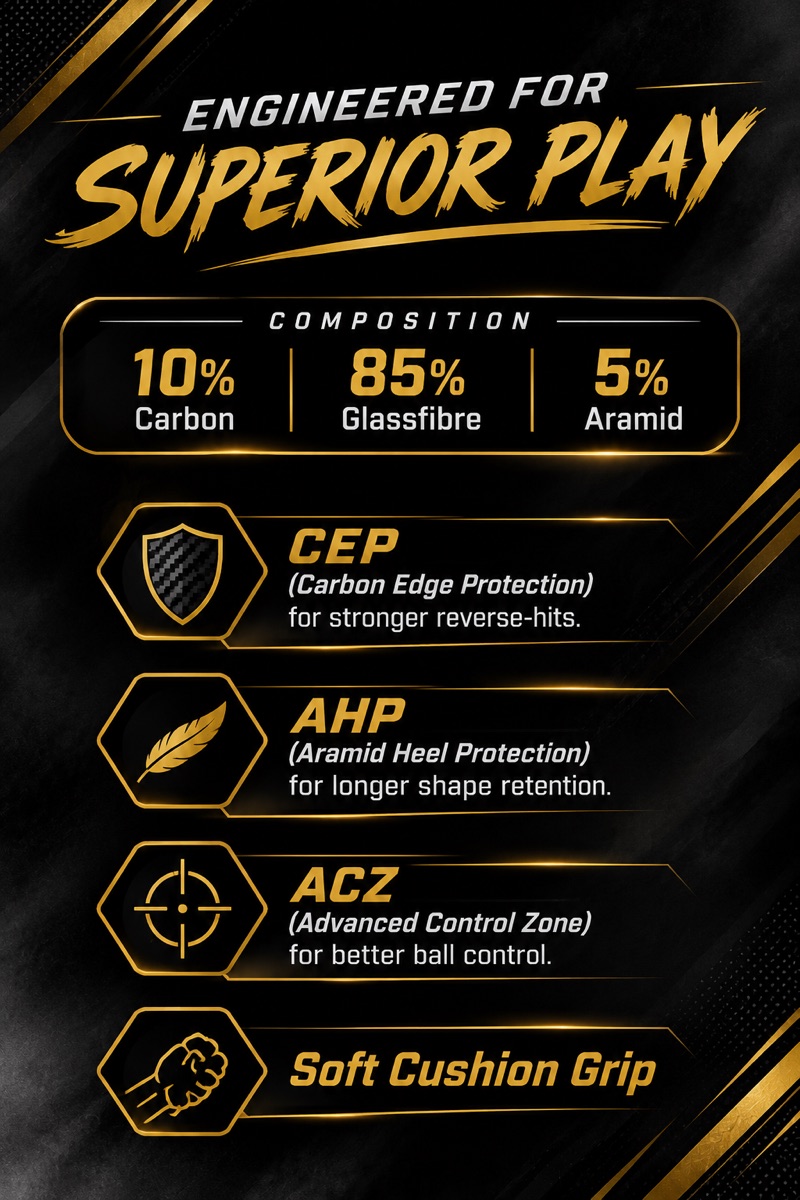 ENGINEERED FOR
SUPERIOR PLAY
COMPOSITION
10% 85% 5%
Carbon Glassfibre Aramid
CEP
(Carbon Edge Protection)
for stronger reverse-hits.
AHP
(Aramid Heel Protection)
for longer shape retention.
ACZ
(Advanced Control Zone)
for better ball control.
Soft Cushion Grip